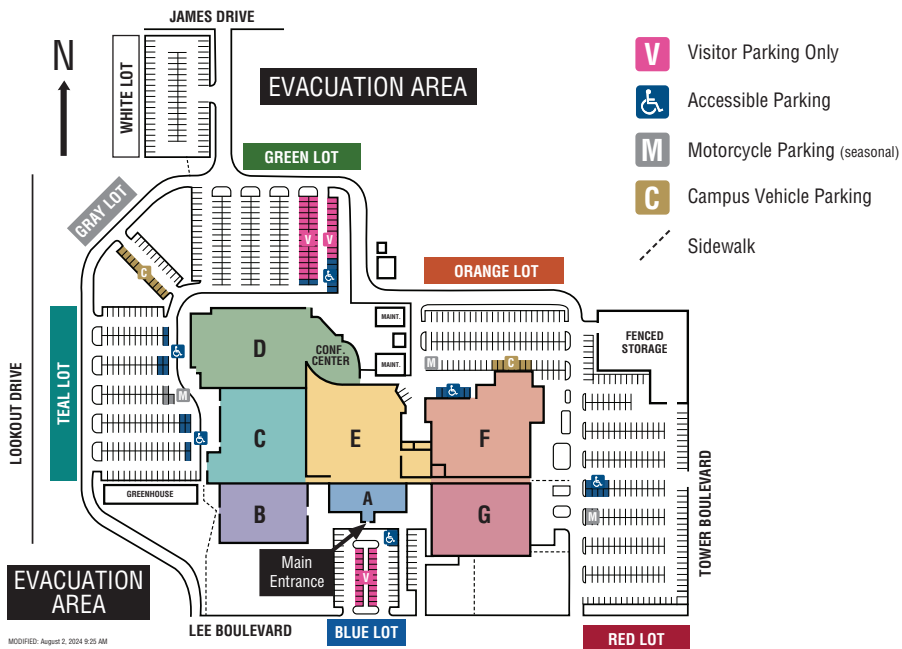 JAMES DRIVE
N
WHITE LOT
EVACUATION AREA
V Visitor Parking Only
Accessible Parking
M Motorcycle Parking (seasonal)
C Campus Vehicle Parking
Sidewalk
GREEN LOT
GRAY LOT
V
V
C
ORANGE LOT
MAINT.
FENCED
STORAGE
D
CONF.
CENTER
MAINT.
M
C
LOOKOUT DRIVE
TEAL LOT
M
C
E
F
TOWER BOULEVARD
GREENHOUSE
B
A
G
M
Main
Entrance
V
EVACUATION
AREA
LEE BOULEVARD
BLUE LOT
RED LOT
MODIFIED: August 2, 2024 9:25 AM